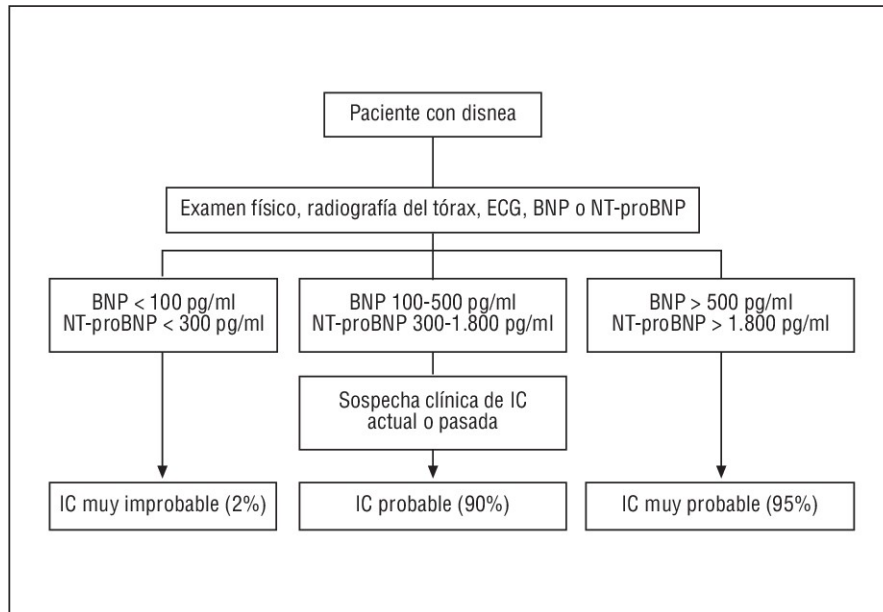 Paciente con disnea
Examen físico, radiografía del tórax, ECG, BNP o NT-proBNP
BNP < 100 pg/ml
NT-proBNP < 300 pg/ml
BNP 100-500 pg/ml
NT-proBNP 300-1.800 pg/ml
BNP > 500 pg/ml
NT-proBNP > 1.800 pg/ml
Sospecha clínica de IC
actual o pasada
IC muy improbable (2%)
IC probable (90%)
IC muy probable (95%)